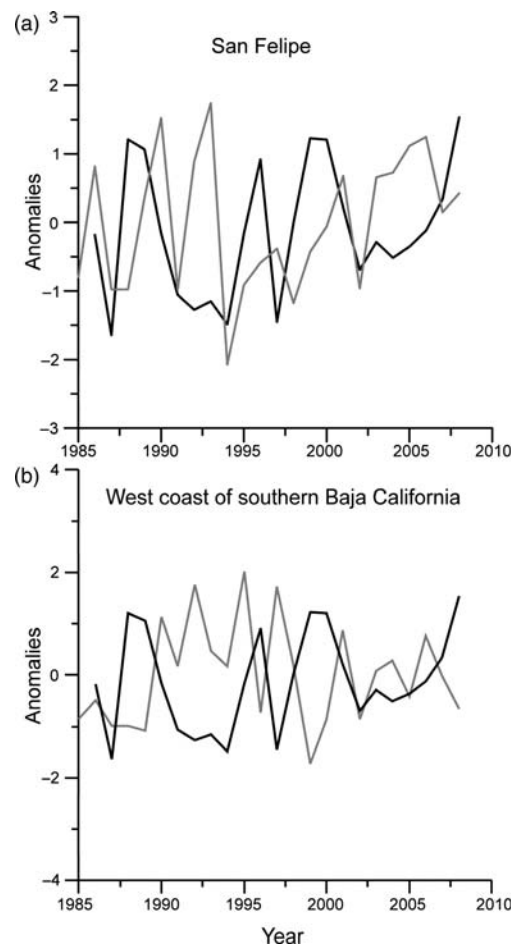 (a)
San Felipe
Anomalies
3
2
1
0
–1
–2
–3
1985 1990 1995 2000 2005 2010
(b)
West coast of southern Baja California
Anomalies
4
2
0
–2
–4
1985 1990 1995 2000 2005 2010
Year